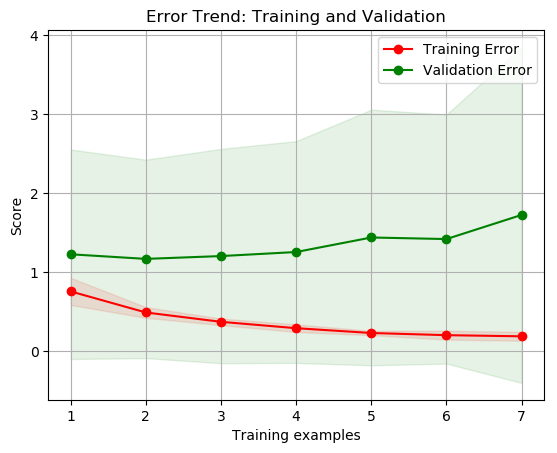 Error Trend: Training and Validation
Training Error
Validation Error
Score
4
3
2
1
0
1 2 3 4 5 6 7
Training examples